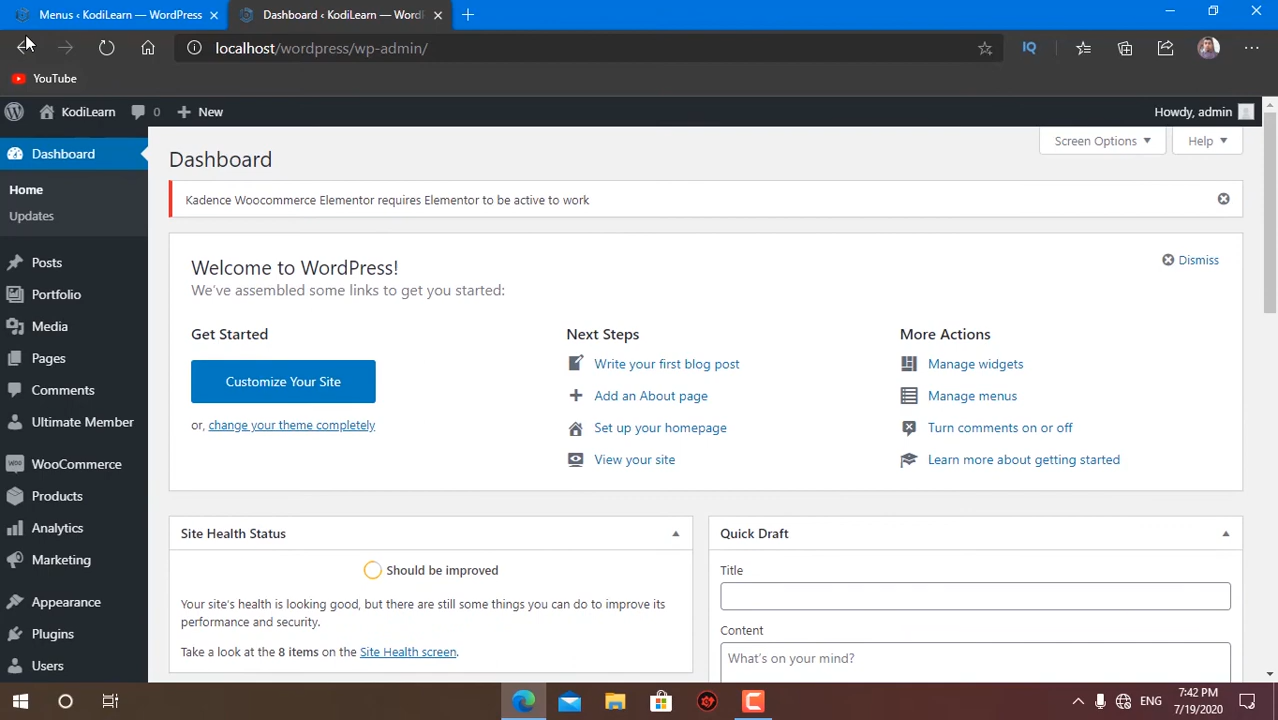 Menus ‹ KodiLearn — WordPress
Dashboard ‹ KodiLearn — WordP
localhost/wordpress/wp-admin/
IQ
YouTube
KodiLearn
0
New
Howdy, admin
Dashboard
Home
Updates
Posts
Portfolio
Media
Pages
Comments
Ultimate Member
WooCommerce
Products
Analytics
Marketing
Appearance
Plugins
Users
Screen Options
Help
Dashboard
Kadence Woocommerce Elementor requires Elementor to be active to work
Welcome to WordPress!
Dismiss
We've assembled some links to get you started:
Get Started
Customize Your Site
or, change your theme completely
Next Steps
Write your first blog post
Add an About page
Set up your homepage
View your site
More Actions
Manage widgets
Manage menus
Turn comments on or off
Learn more about getting started
Site Health Status
Should be improved
Your site's health is looking good, but there are still some things you can do to improve its
performance and security.
Take a look at the 8 items on the Site Health screen.
Quick Draft
Title
Content
What's on your mind?
ENG
7:42 PM
7/19/2020